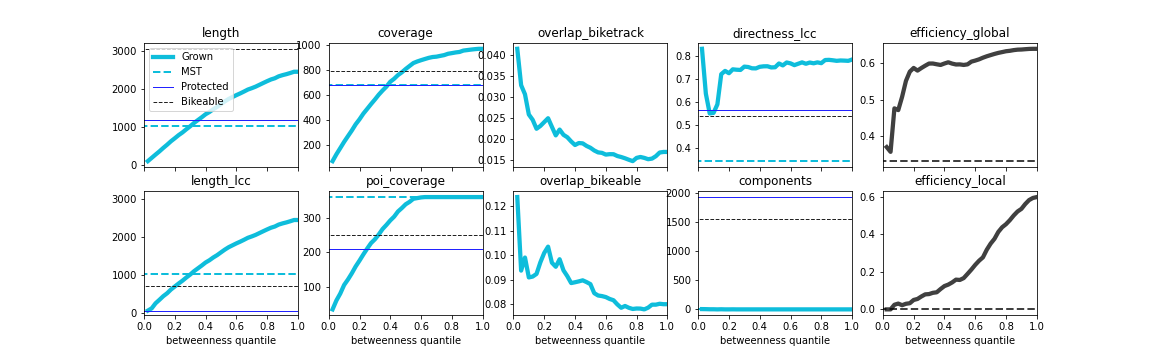 length
3000
2000
1000
0
Grown
MST
Protected
Bikeable
coverage
1000
800
600
400
200
overlap_biketrack
0.040
0.035
0.030
0.025
0.020
0.015
directness_lcc
0.8
0.7
0.6
0.5
0.4
efficiency_global
0.6
0.5
0.4
length_lcc
3000
2000
1000
0
0.0 0.2 0.4 0.6 0.8 1.0
betweenness quantile
poi_coverage
300
200
100
0.0 0.2 0.4 0.6 0.8 1.0
betweenness quantile
overlap_bikeable
0.12
0.11
0.10
0.09
0.08
0.0 0.2 0.4 0.6 0.8 1.0
betweenness quantile
components
2000
1750
1500
1250
1000
750
500
250
0
0.0 0.2 0.4 0.6 0.8 1.0
betweenness quantile
efficiency_local
0.6
0.4
0.2
0.0
0.0 0.2 0.4 0.6 0.8 1.0
betweenness quantile